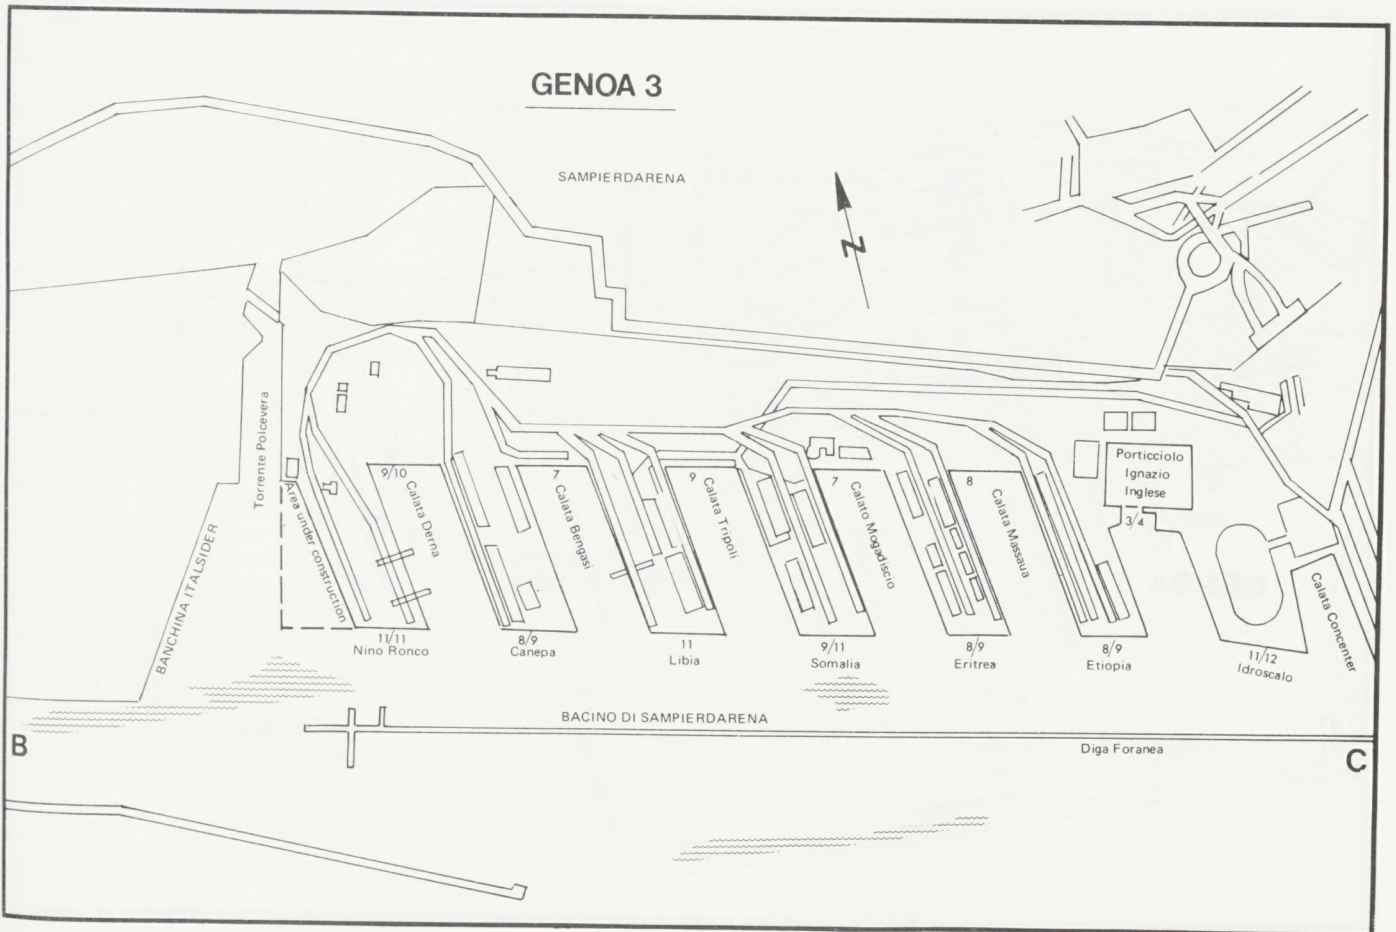 GENOA 3
SAMPIERDARENA
N
Torrente Polcevera
BANCHINA ITALSIDER
Area under construction
9/10
Calata Derna
11/11
Nino Ronco
7
Calata Bengasi
8/9
Canepa
9
Calata Tripoli
11
Libia
7
Calato Mogadiscio
9/11
Somalia
8
Calata Massaua
8/9
Eritrea
8/9
Etiopia
Porticciolo
Ignazio
Inglese
3/4
11/12
Idroscalo
Calata Concenter
BACINO DI SAMPIERDARENA
Diga Foranea
B
C